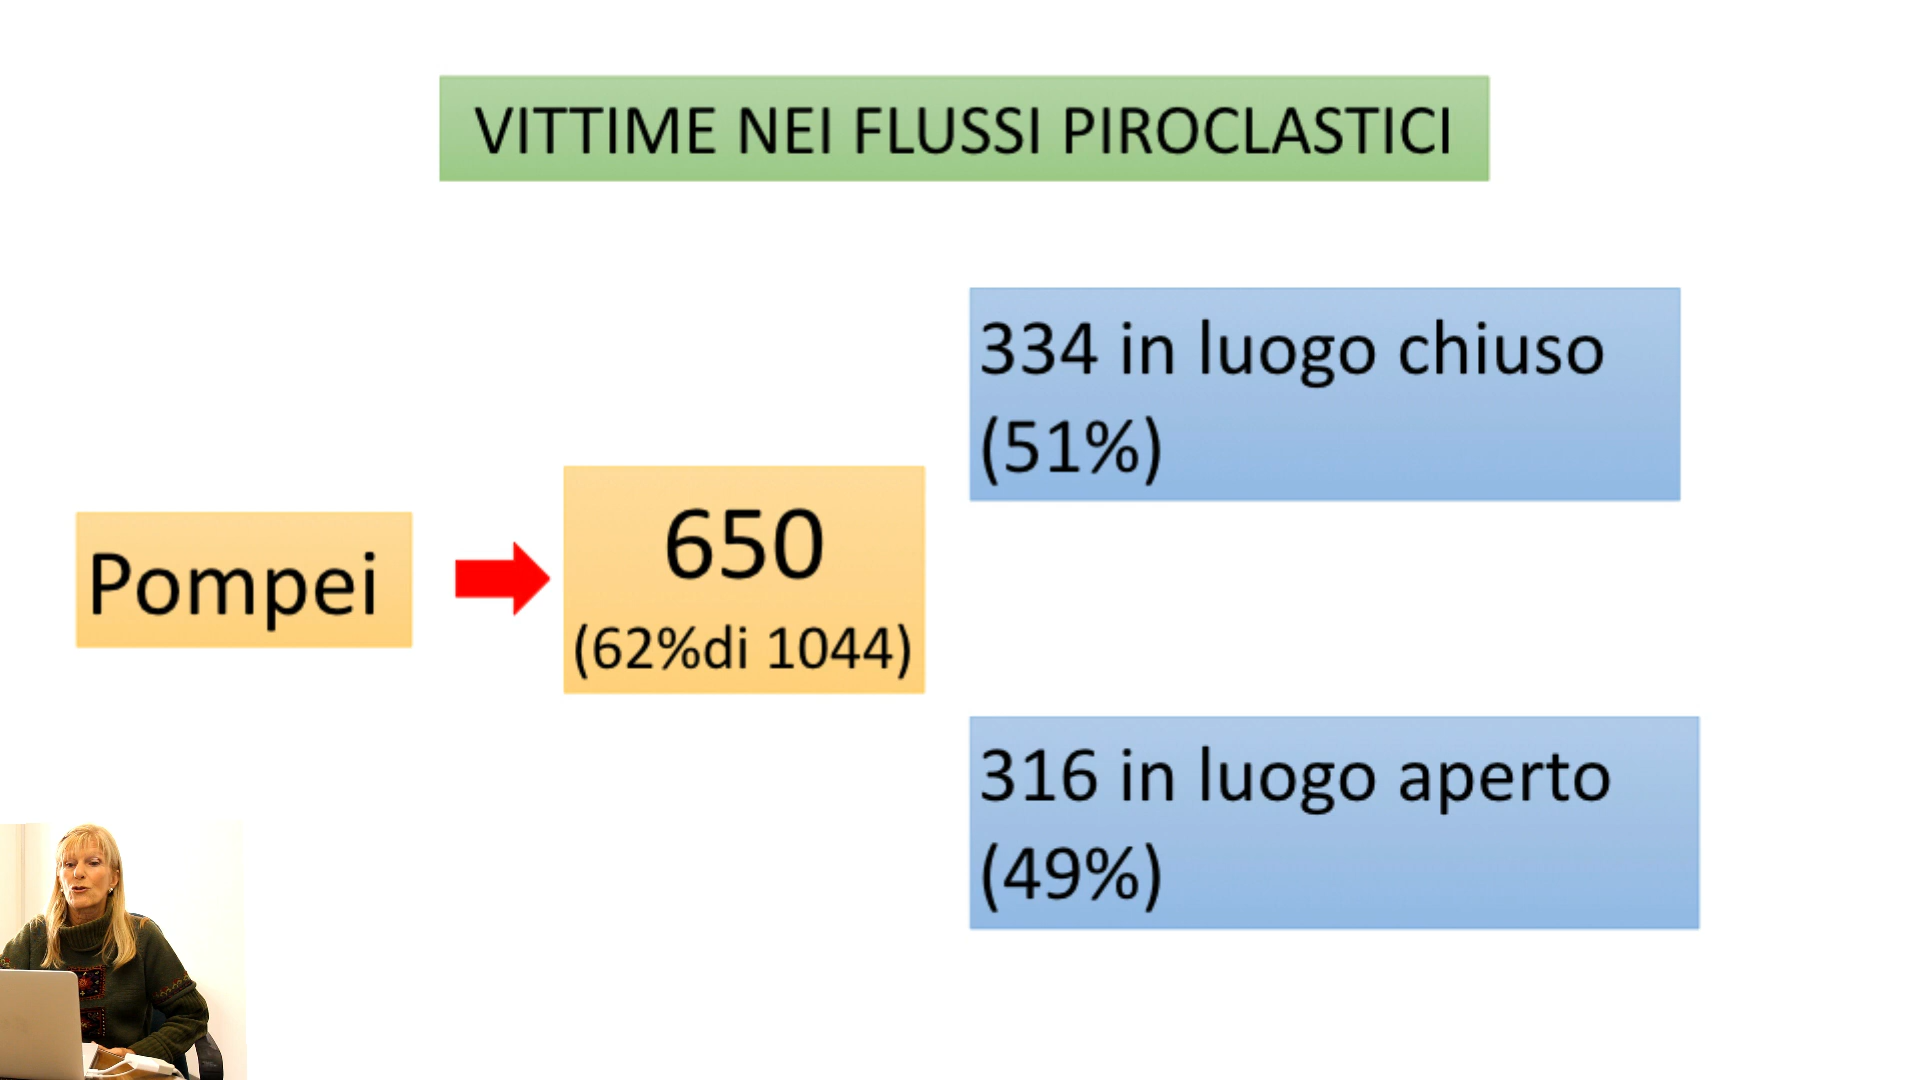 VITTIME NEI FLUSSI PIROCLASTICI
334 in luogo chiuso
(51%)
Pompei
650
(62%di 1044)
316 in luogo aperto
(49%)